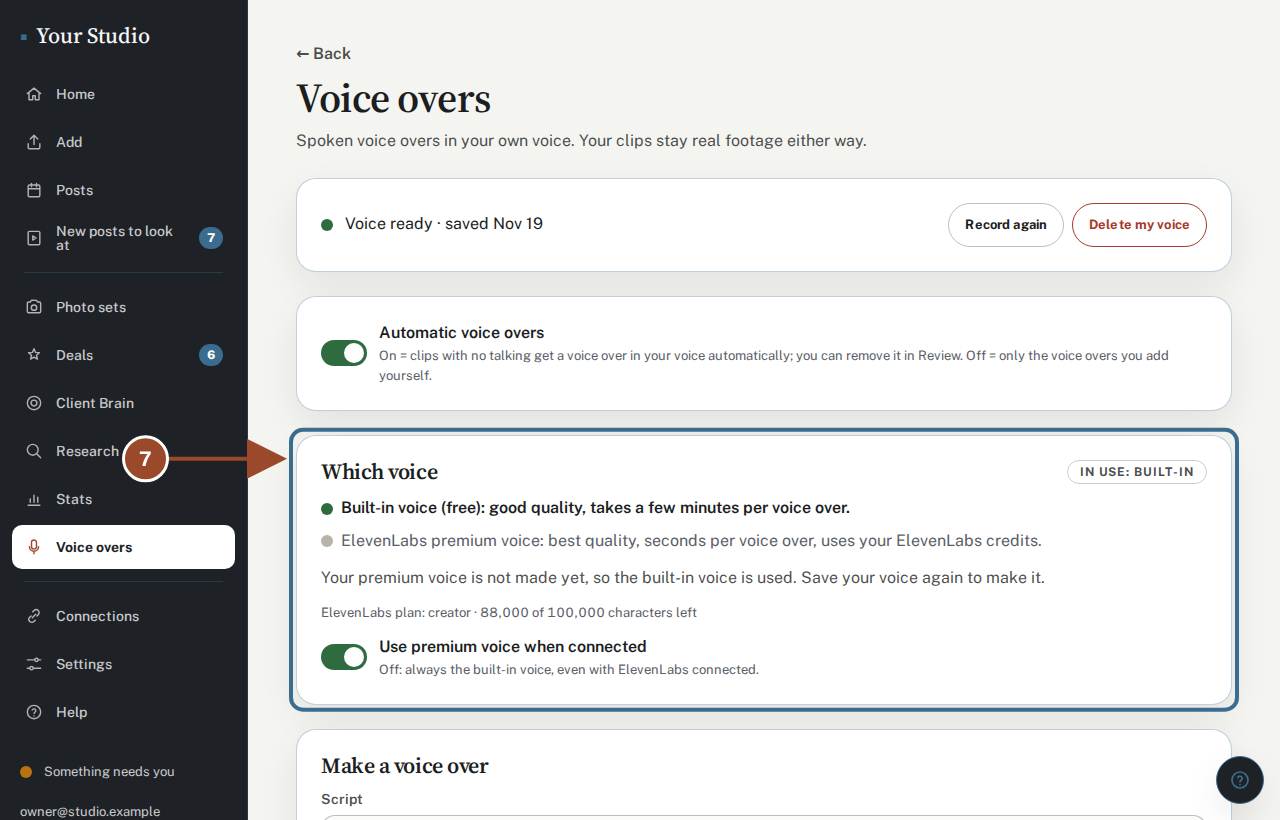 Your Studio
Home
Add
Posts
New posts to look
at
7
Photo sets
Deals
6
Client Brain
Research
7
Stats
Voice overs
Connections
Settings
Help
Something needs you
owner@studio.example
← Back
Voice overs
Spoken voice overs in your own voice. Your clips stay real footage either way.
Voice ready · saved Nov 19
Record again
Delete my voice
Automatic voice overs
On = clips with no talking get a voice over in your voice automatically; you can remove it in Review. Off = only the voice overs you add
yourself.
Which voice
IN USE: BUILT-IN
Built-in voice (free): good quality, takes a few minutes per voice over.
ElevenLabs premium voice: best quality, seconds per voice over, uses your ElevenLabs credits.
Your premium voice is not made yet, so the built-in voice is used. Save your voice again to make it.
ElevenLabs plan: creator · 88,000 of 100,000 characters left
Use premium voice when connected
Off: always the built-in voice, even with ElevenLabs connected.
Make a voice over
Script